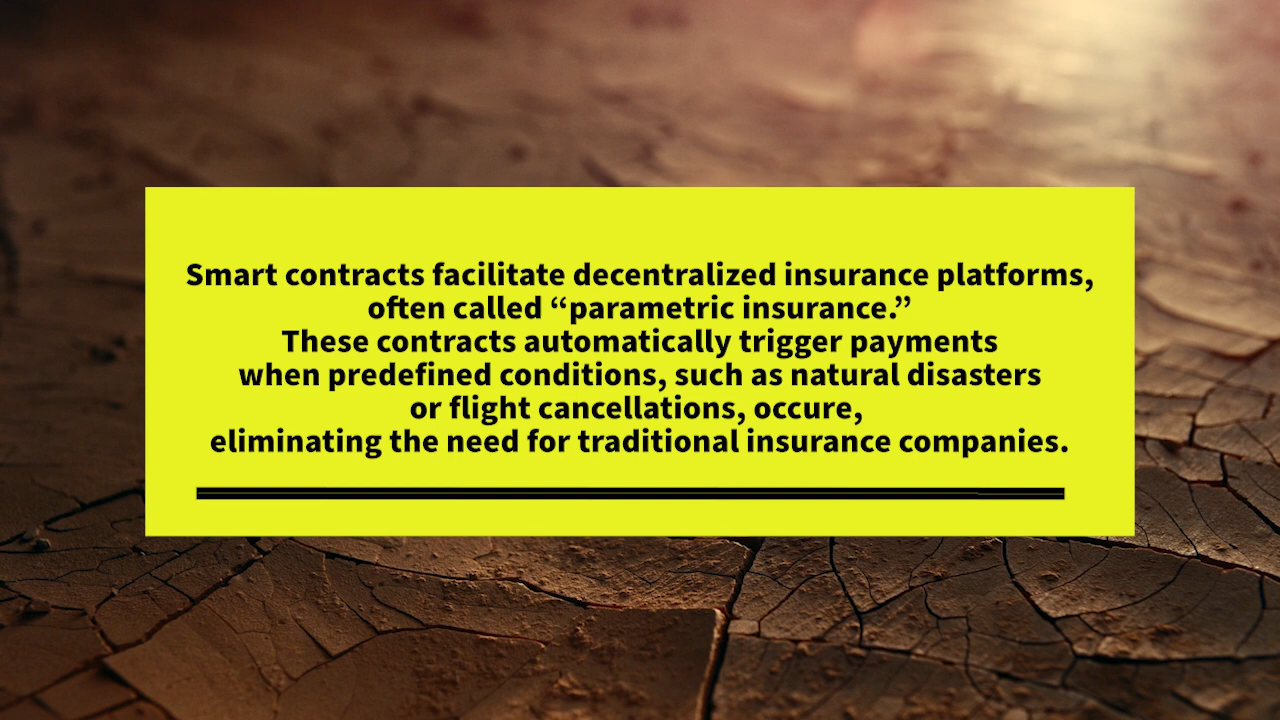 Smart contracts facilitate decentralized insurance platforms,
often called “parametric insurance.”
These contracts automatically trigger payments
when predefined conditions, such as natural disasters
or flight cancellations, occure,
eliminating the need for traditional insurance companies.